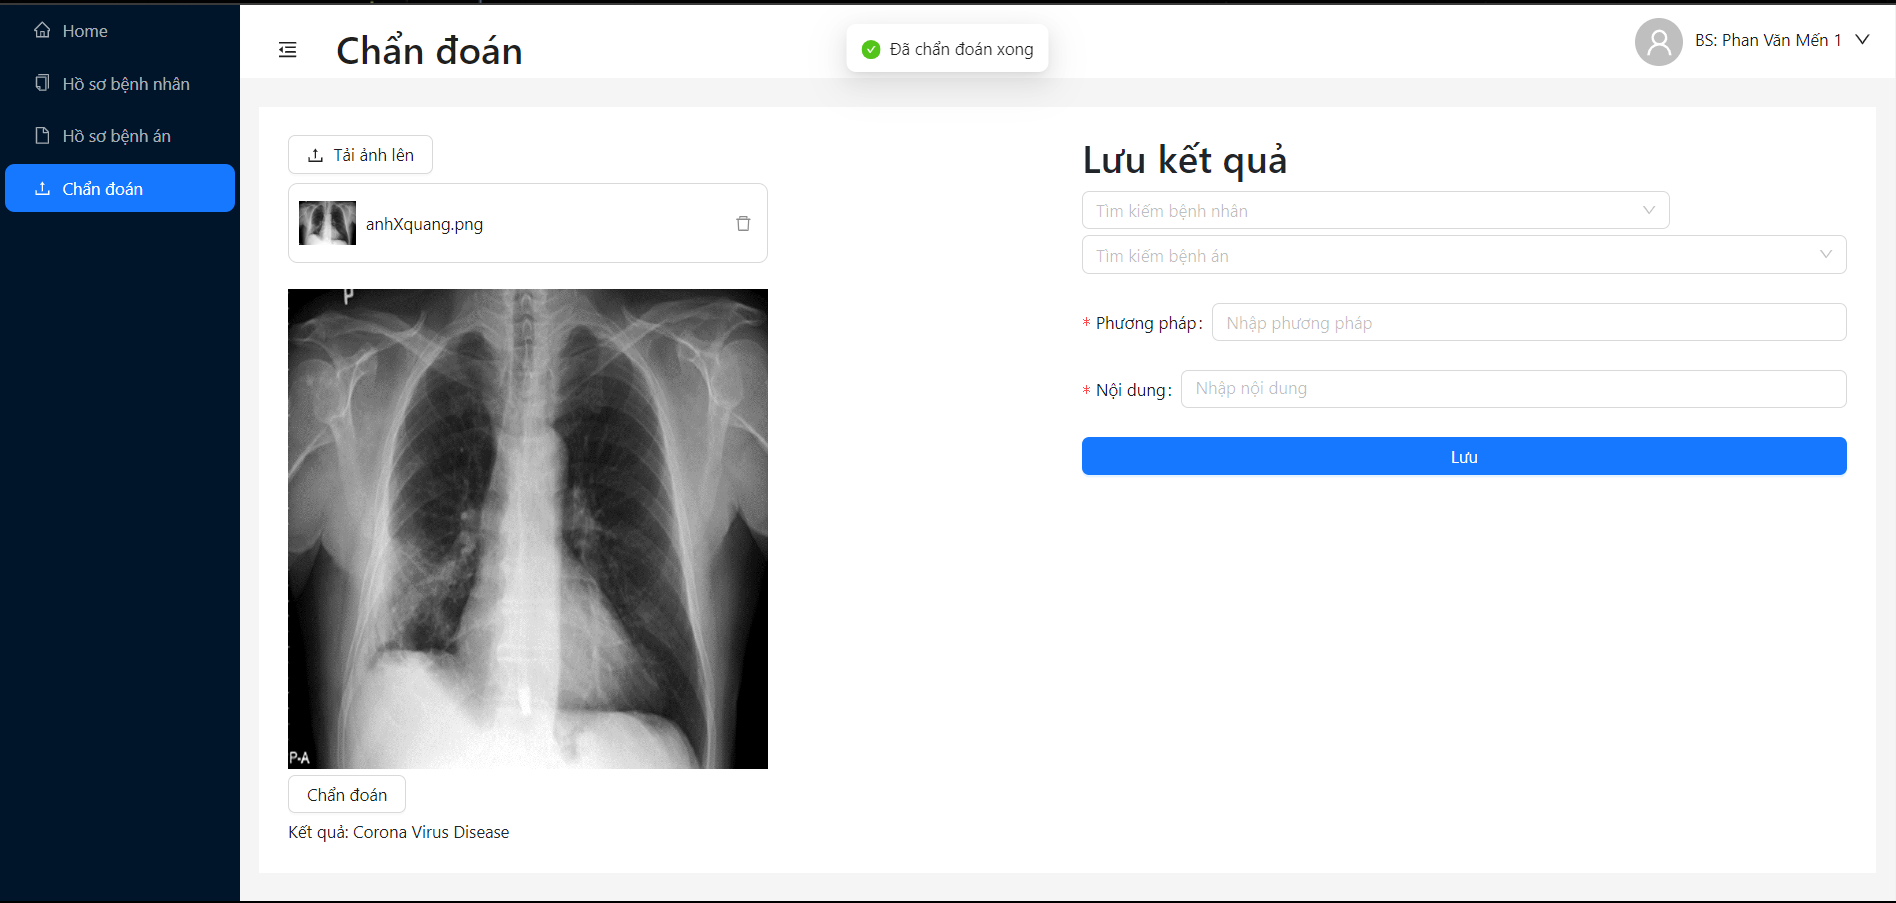 Home
Hồ sơ bệnh nhân
Hồ sơ bệnh án
Chẩn đoán
Chẩn đoán
Đã chẩn đoán xong
BS: Phan Văn Mến 1
Tải ảnh lên
anhXquang.png
P
P-A
Chẩn đoán
Kết quả: Corona Virus Disease
Lưu kết quả
Tìm kiếm bệnh nhân
Tìm kiếm bệnh án
* Phương pháp: Nhập phương pháp
* Nội dung: Nhập nội dung
Lưu